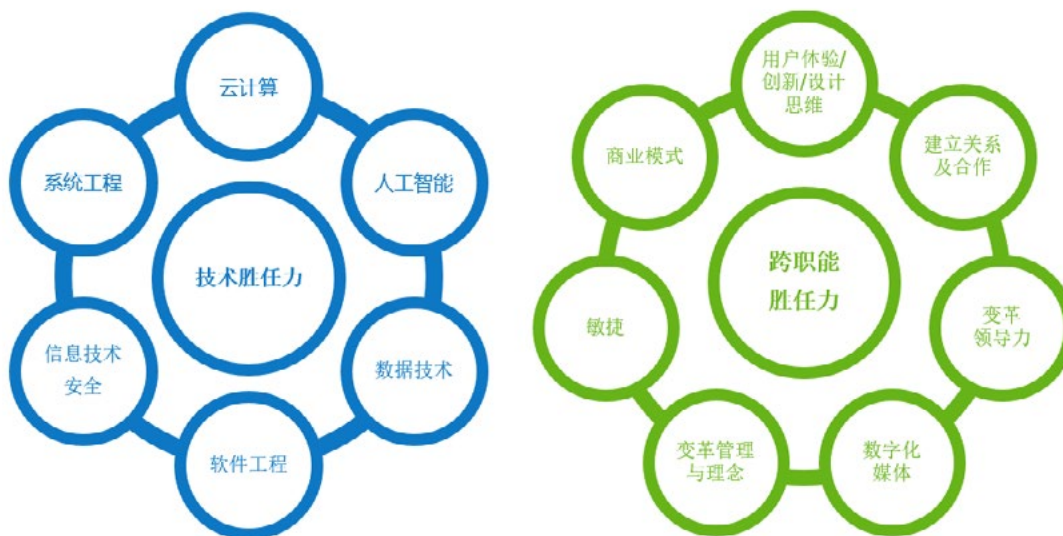 技术胜任力
云计算
人工智能
数据技术
软件工程
信息技术
安全
系统工程
跨职能
胜任力
用户体验/
创新/设计
思维
建立关系
及合作
变革
领导力
数字化
媒体
变革管理
与理念
敏捷
商业模式